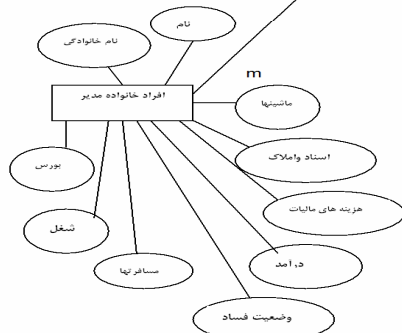 نام
نام خانوادگی
m
افراد خانواده مدیر
ماشینها
اسناد واملاک
بورس
هزینه های مالیات
شغل
درآمد
مسافرتها
وضعیت فساد